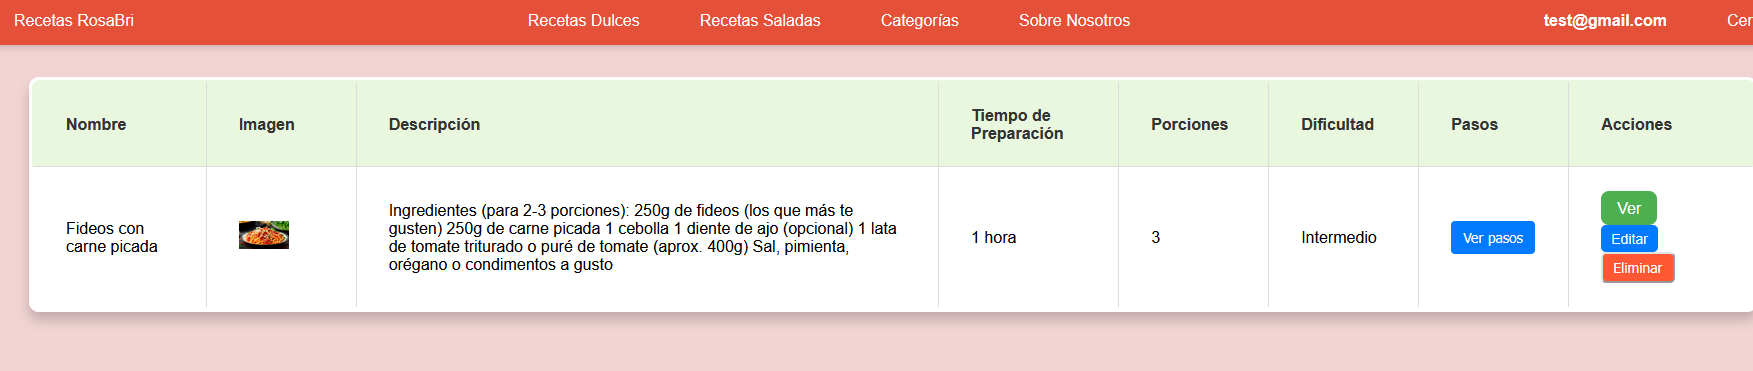 Recetas RosaBri
Recetas Dulces
Recetas Saladas
Categorías
Sobre Nosotros
test@gmail.com
Cer
Nombre
Imagen
Descripción
Tiempo de
Preparación
Porciones
Dificultad
Pasos
Acciones
Fideos con
carne picada
Ingredientes (para 2-3 porciones): 250g de fideos (los que más te
gusten) 250g de carne picada 1 cebolla 1 diente de ajo (opcional) 1 lata
de tomate triturado o puré de tomate (aprox. 400g) Sal, pimienta,
orégano o condimentos a gusto
1 hora
3
Intermedio
Ver pasos
Ver
Editar
Eliminar